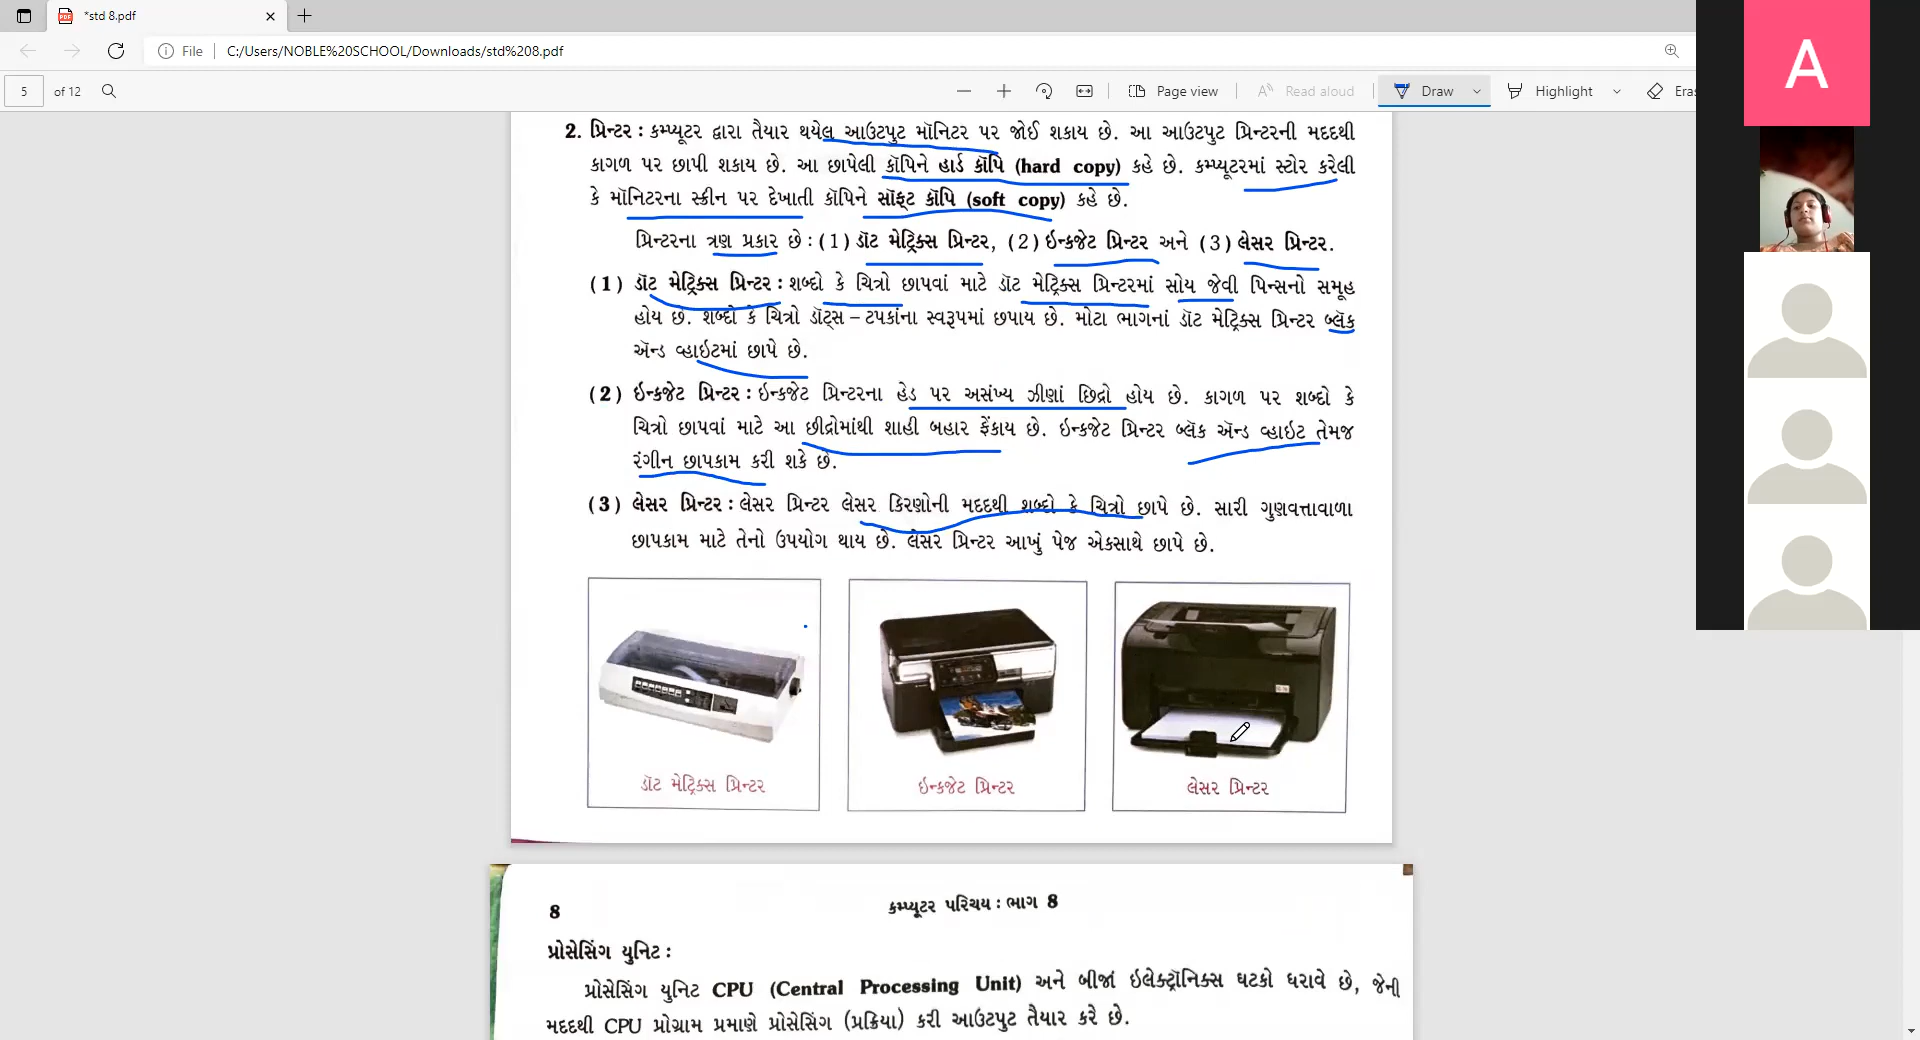 *std 8.pdf
File
C:/Users/NOBLE%20SCHOOL/Downloads/std%208.pdf
5 of 12
Page view
Read aloud
Draw
Highlight
Eras
A
2. પ્રિન્ટર : કમ્પ્યૂટર દ્વારા તૈયાર થયેલ આઉટપુટ મૉનિટર પર જોઈ શકાય છે. આ આઉટપુટ પ્રિન્ટરની મદદથી
કાગળ પર છાપી શકાય છે. આ છાપેલી કૉપિને હાર્ડ કૉપિ (hard copy) કહે છે. કમ્પ્યૂટરમાં સ્ટોર કરેલી
કે મૉનિટરના સ્ક્રીન પર દેખાતી કૉપિને સૉફ્ટ કૉપિ (soft copy) કહે છે.
પ્રિન્ટરના ત્રણ પ્રકાર છે : (1) ડૉટ મેટ્રિક્સ પ્રિન્ટર, (2) ઇન્કજેટ પ્રિન્ટર અને (3) લેસર પ્રિન્ટર.
(1) ડૉટ મેટ્રિક્સ પ્રિન્ટર : શબ્દો કે ચિત્રો છાપવાં માટે ડૉટ મેટ્રિક્સ પ્રિન્ટરમાં સોય જેવી પિન્સનો સમૂહ
હોય છે. શબ્દો કે ચિત્રો ડૉટ્સ – ટપકાંના સ્વરૂપમાં છપાય છે. મોટા ભાગનાં ડૉટ મેટ્રિક્સ પ્રિન્ટર બ્લૅક
ઍન્ડ વ્હાઇટમાં છાપે છે.
(2) ઇન્કજેટ પ્રિન્ટર : ઇન્કજેટ પ્રિન્ટરના હેડ પર અસંખ્ય ઝીણાં છિદ્રો હોય છે. કાગળ પર શબ્દો કે
ચિત્રો છાપવાં માટે આ છીદ્રોમાંથી શાહી બહાર ફેંકાય છે. ઇન્કજેટ પ્રિન્ટર બ્લૅક ઍન્ડ વ્હાઇટ તેમજ
રંગીન છાપકામ કરી શકે છે.
(3) લેસર પ્રિન્ટર : લેસર પ્રિન્ટર લેસર કિરણોની મદદથી શબ્દો કે ચિત્રો છાપે છે. સારી ગુણવત્તાવાળા
છાપકામ માટે તેનો ઉપયોગ થાય છે. લેસર પ્રિન્ટર આખું પેજ એકસાથે છાપે છે.
ડૉટ મેટ્રિક્સ પ્રિન્ટર
ઇન્કજેટ પ્રિન્ટર
લેસર પ્રિન્ટર
8
કમ્પ્યૂટર પરિચય : ભાગ 8
પ્રોસેસિંગ યુનિટ :
પ્રોસેસિંગ યુનિટ CPU (Central Processing Unit) અને બીજાં ઇલેક્ટ્રૉનિક્સ ઘટકો ધરાવે છે, જેની
મદદથી CPU પ્રોગ્રામ પ્રમાણે પ્રોસેસિંગ (પ્રક્રિયા) કરી આઉટપુટ તૈયાર કરે છે.